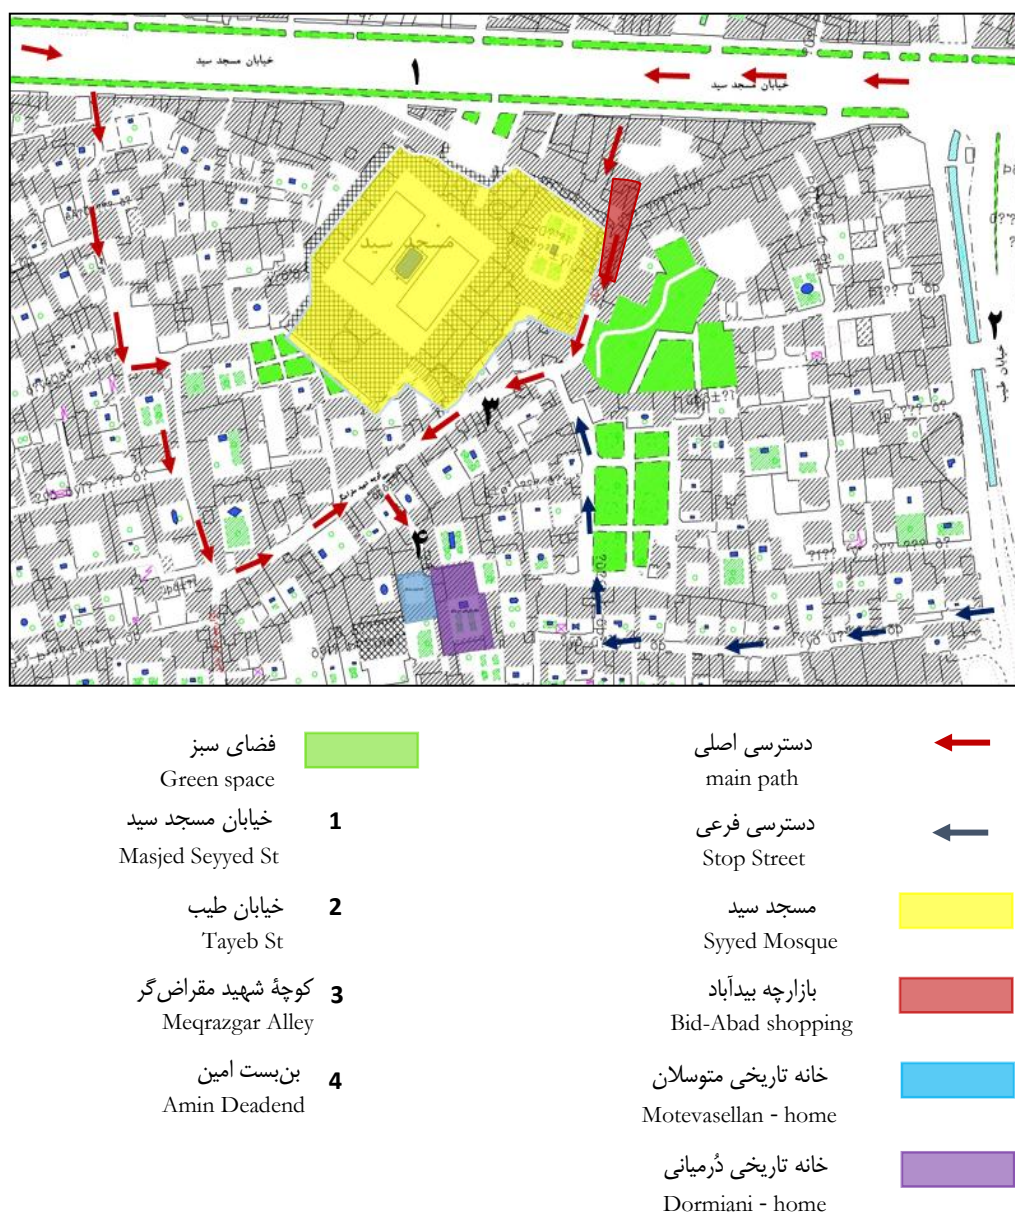 خیابان مسجد سید
۱
خیابان مسجد سید
مسجد سید
۲
خیابان طیب
۳
۴
فضای سبز
Green space
خیابان مسجد سید 1
Masjed Seyyed St
خیابان طیب 2
Tayeb St
کوچهٔ شهید مقراض‌گر 3
Meqrazgar Alley
بن‌بست امین 4
Amin Deadend
دسترسی اصلی
main path
دسترسی فرعی
Stop Street
مسجد سید
Syyed Mosque
بازارچه بیدآباد
Bid-Abad shopping
خانه تاریخی متوسلان
Motevasellan - home
خانه تاریخی دُرمیانی
Dormiani - home